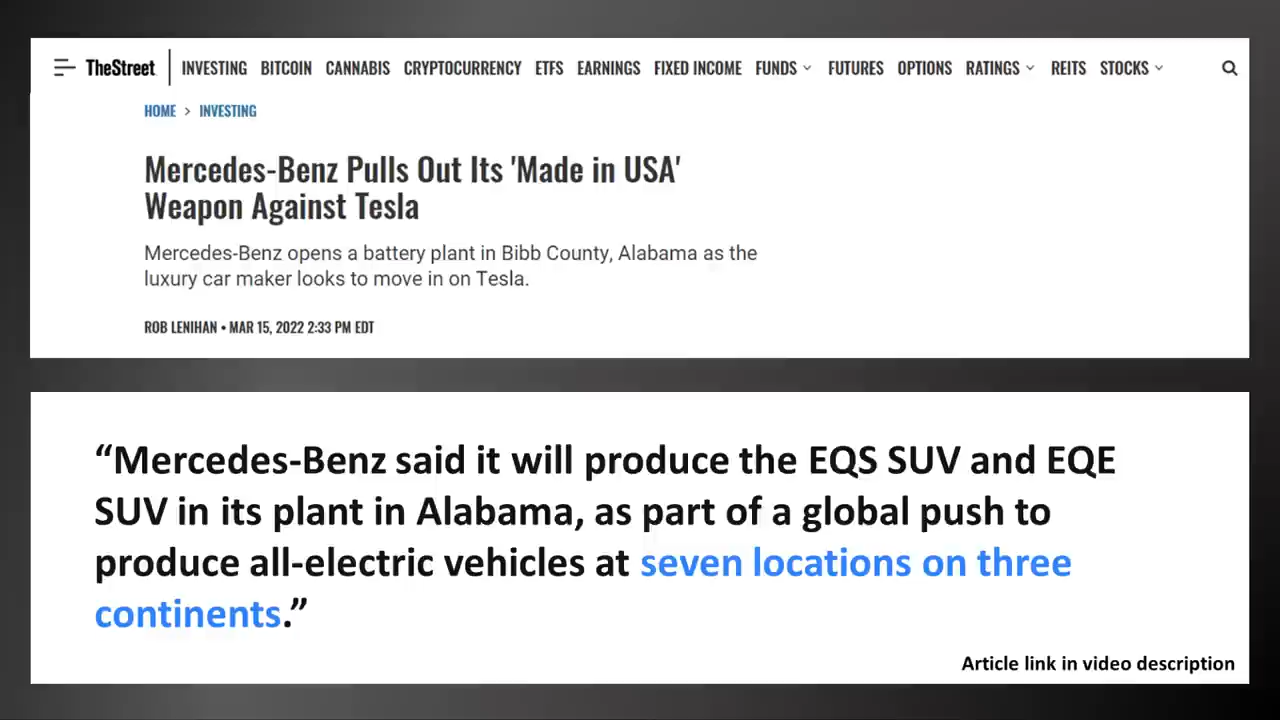 TheStreet INVESTING BITCOIN CANNABIS CRYPTOCURRENCY ETFS EARNINGS FIXED INCOME FUNDS FUTURES OPTIONS RATINGS REITS STOCKS
HOME > INVESTING
Mercedes-Benz Pulls Out Its 'Made in USA'
Weapon Against Tesla
Mercedes-Benz opens a battery plant in Bibb County, Alabama as the
luxury car maker looks to move in on Tesla.
ROB LENIHAN • MAR 15, 2022 2:33 PM EDT
“Mercedes-Benz said it will produce the EQS SUV and EQE
SUV in its plant in Alabama, as part of a global push to
produce all-electric vehicles at seven locations on three
continents.”
Article link in video description